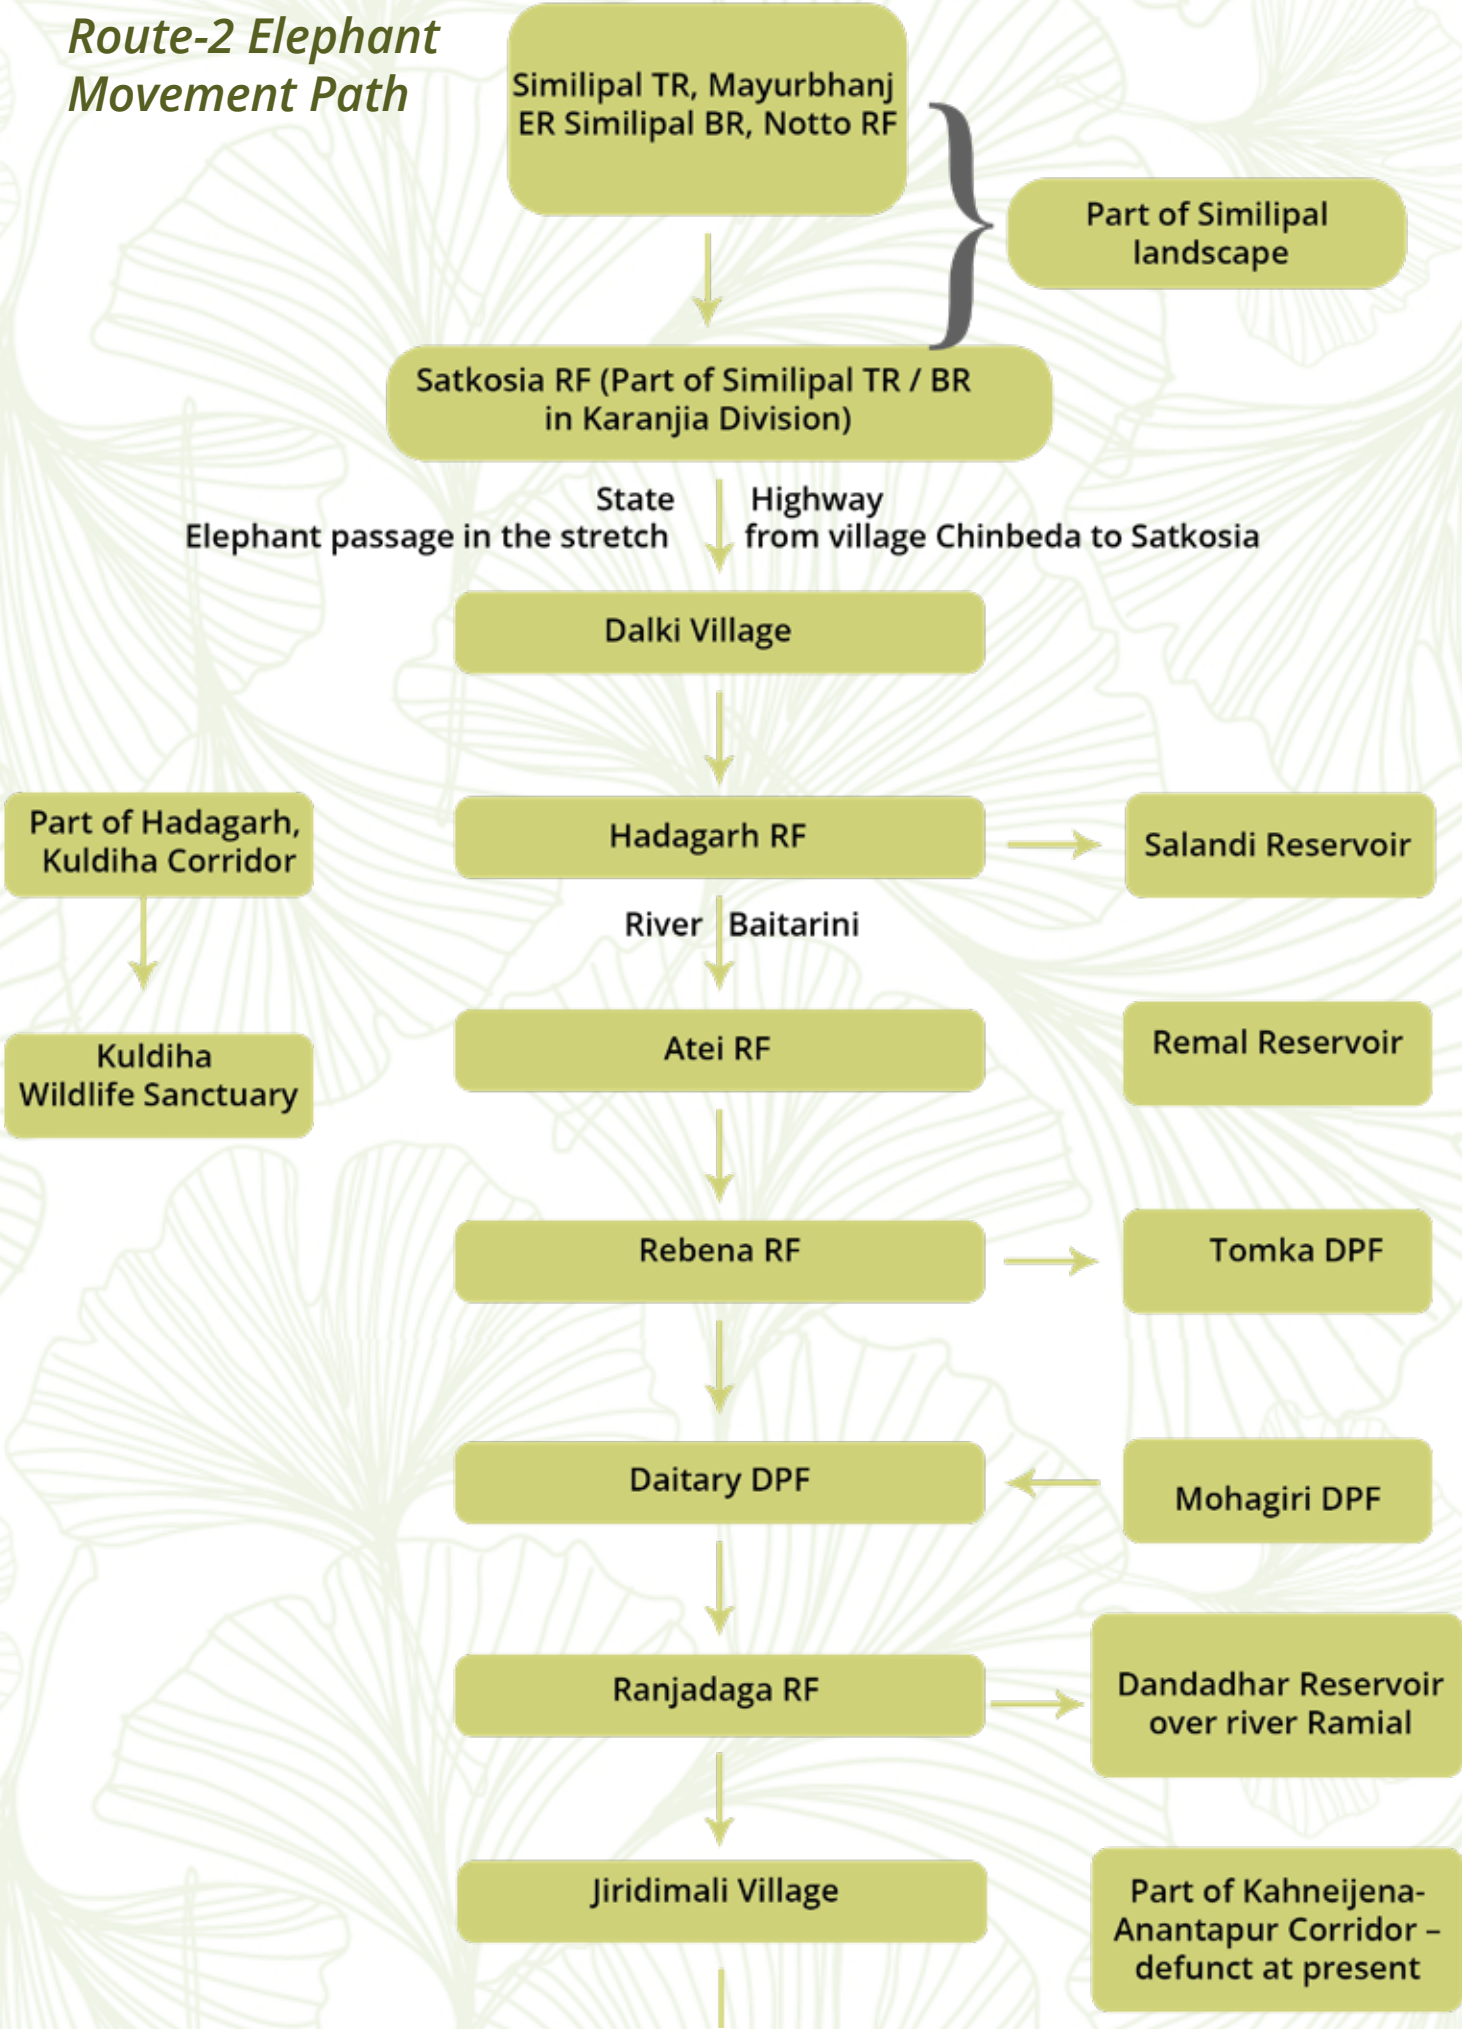 Route-2 Elephant
Movement Path
Similipal TR, Mayurbhanj
ER Similipal BR, Notto RF
Part of Similipal
landscape
Satkosia RF (Part of Similipal TR / BR
in Karanjia Division)
State Highway
Elephant passage in the stretch from village Chinbeda to Satkosia
Dalki Village
Part of Hadagarh,
Kuldiha Corridor
Hadagarh RF
Salandi Reservoir
River Baitarini
Kuldiha
Wildlife Sanctuary
Atei RF
Remal Reservoir
Rebena RF
Tomka DPF
Daitary DPF
Mohagiri DPF
Ranjadaga RF
Dandadhar Reservoir
over river Ramial
Jiridimali Village
Part of Kahneijena-
Anantapur Corridor –
defunct at present